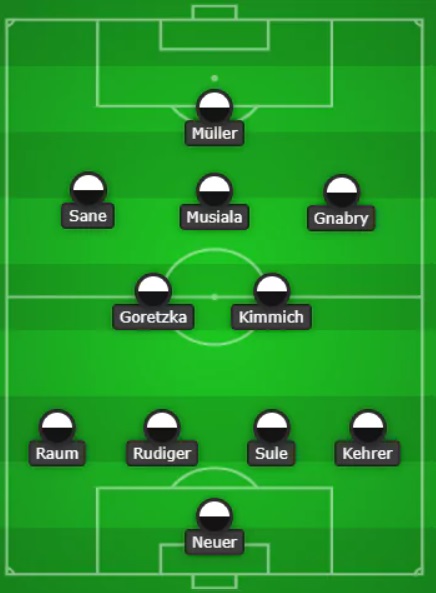 Müller
Sane
Musiala
Gnabry
Goretzka
Kimmich
Raum
Rudiger
Sule
Kehrer
Neuer